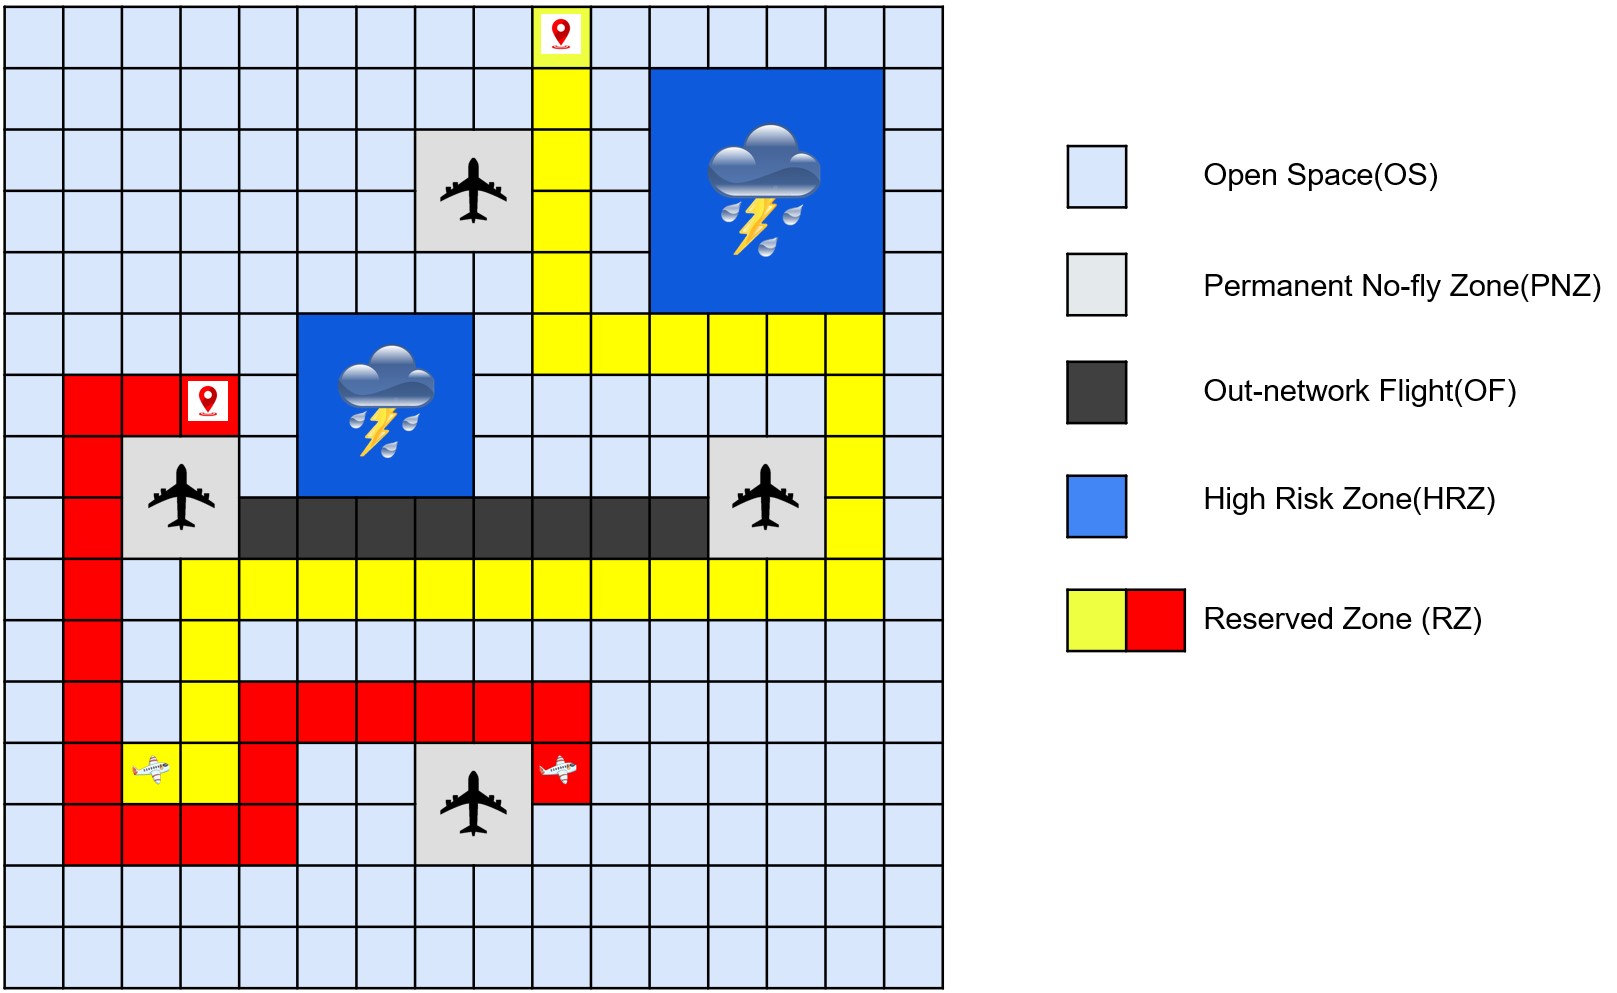 Open Space(OS)
Permanent No-fly Zone(PNZ)
Out-network Flight(OF)
High Risk Zone(HRZ)
Reserved Zone (RZ)